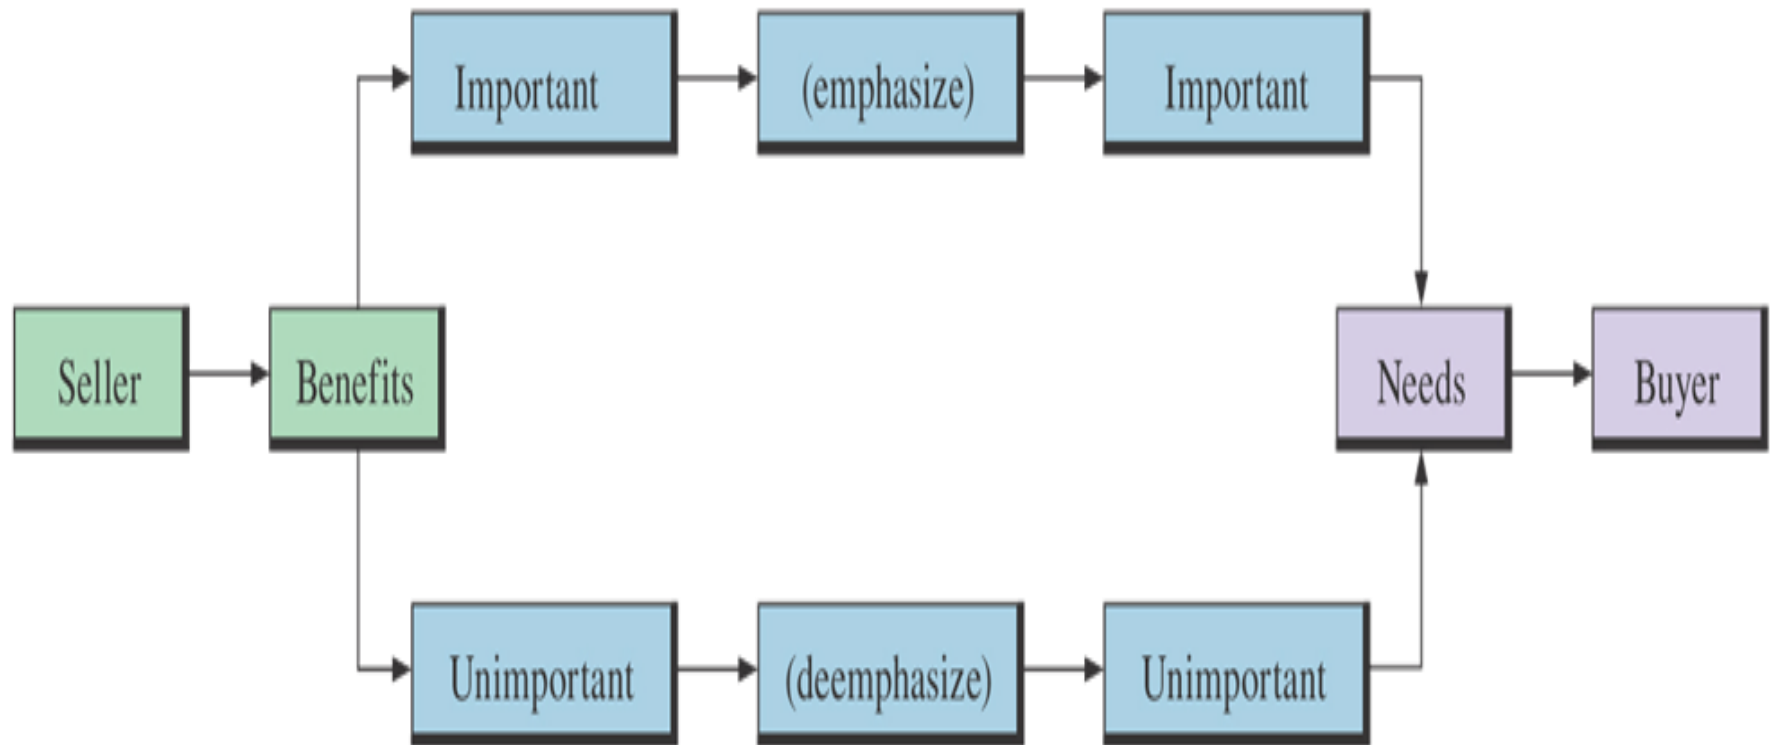 Important
(emphasize)
Important
Seller
Benefits
Needs
Buyer
Unimportant
(deemphasize)
Unimportant